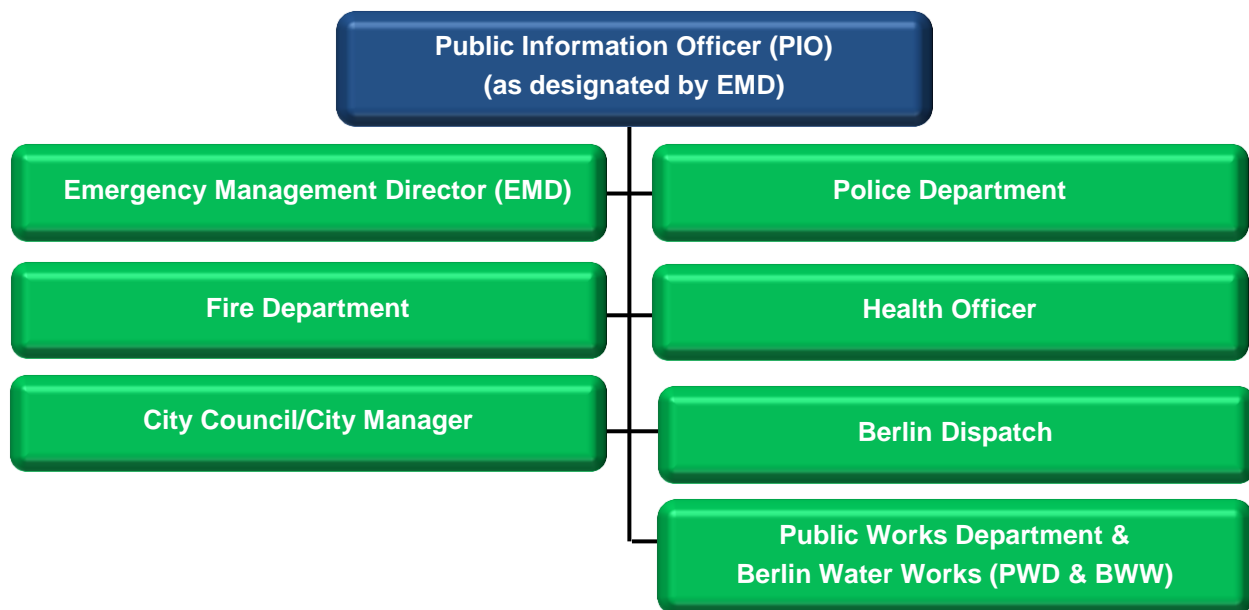 Public Information Officer (PIO)
(as designated by EMD)
Emergency Management Director (EMD)
Police Department
Fire Department
Health Officer
City Council/City Manager
Berlin Dispatch
Public Works Department &
Berlin Water Works (PWD & BWW)